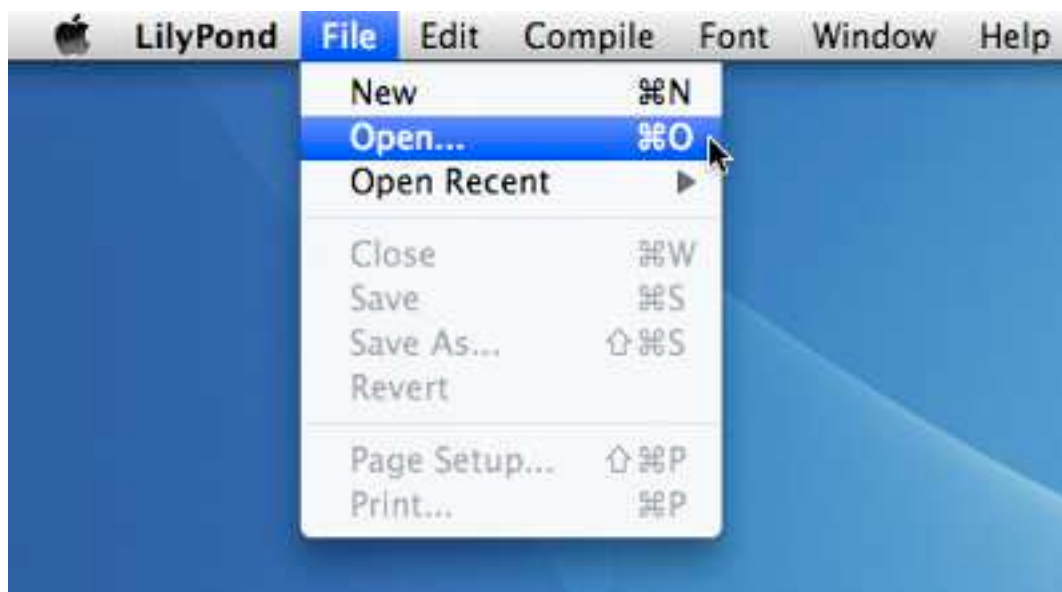 LilyPond File Edit Compile Font Window Help
New ⌘N
Open... ⌘O
Open Recent ▶
Close ⌘W
Save ⌘S
Save As... ⇧⌘S
Revert
Page Setup... ⇧⌘P
Print... ⌘P